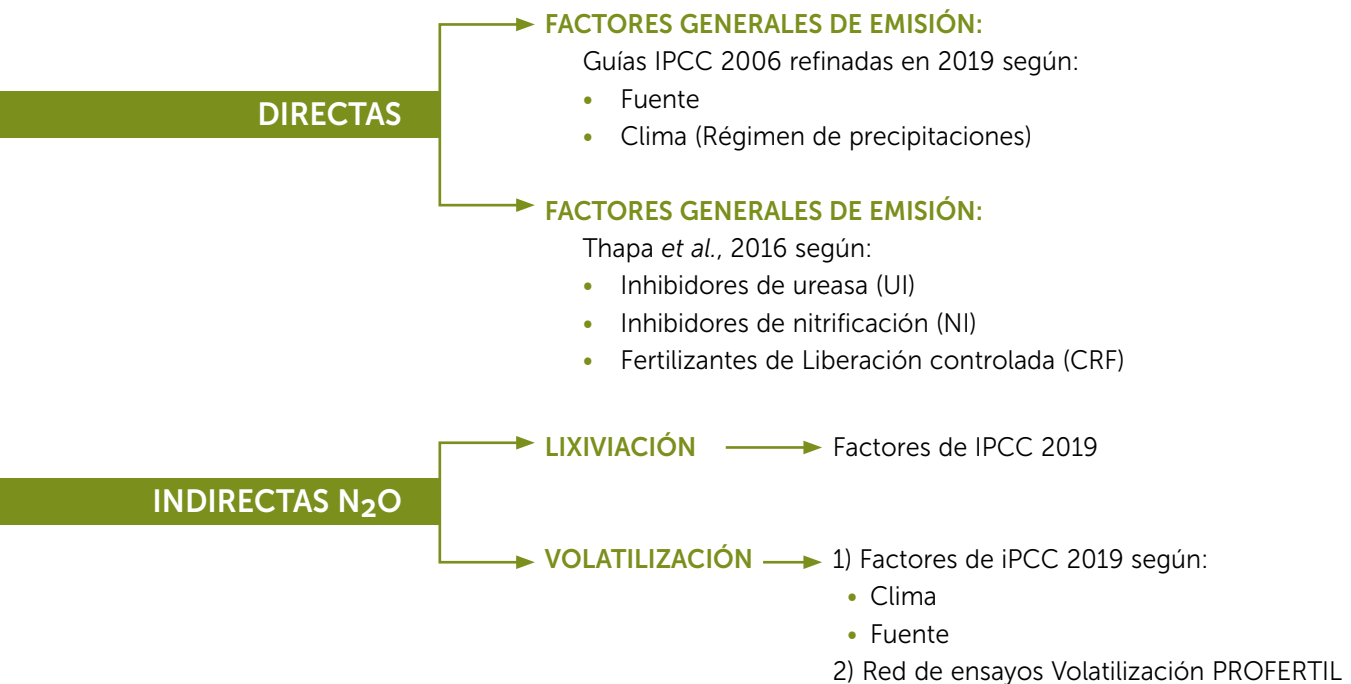 DIRECTAS
FACTORES GENERALES DE EMISIÓN:
Guías IPCC 2006 refinadas en 2019 según:
• Fuente
• Clima (Régimen de precipitaciones)
FACTORES GENERALES DE EMISIÓN:
Thapa et al., 2016 según:
• Inhibidores de ureasa (UI)
• Inhibidores de nitrificación (NI)
• Fertilizantes de Liberación controlada (CRF)
INDIRECTAS N₂O
LIXIVIACIÓN
Factores de IPCC 2019
VOLATILIZACIÓN
1) Factores de iPCC 2019 según:
• Clima
• Fuente
2) Red de ensayos Volatilización PROFERTIL